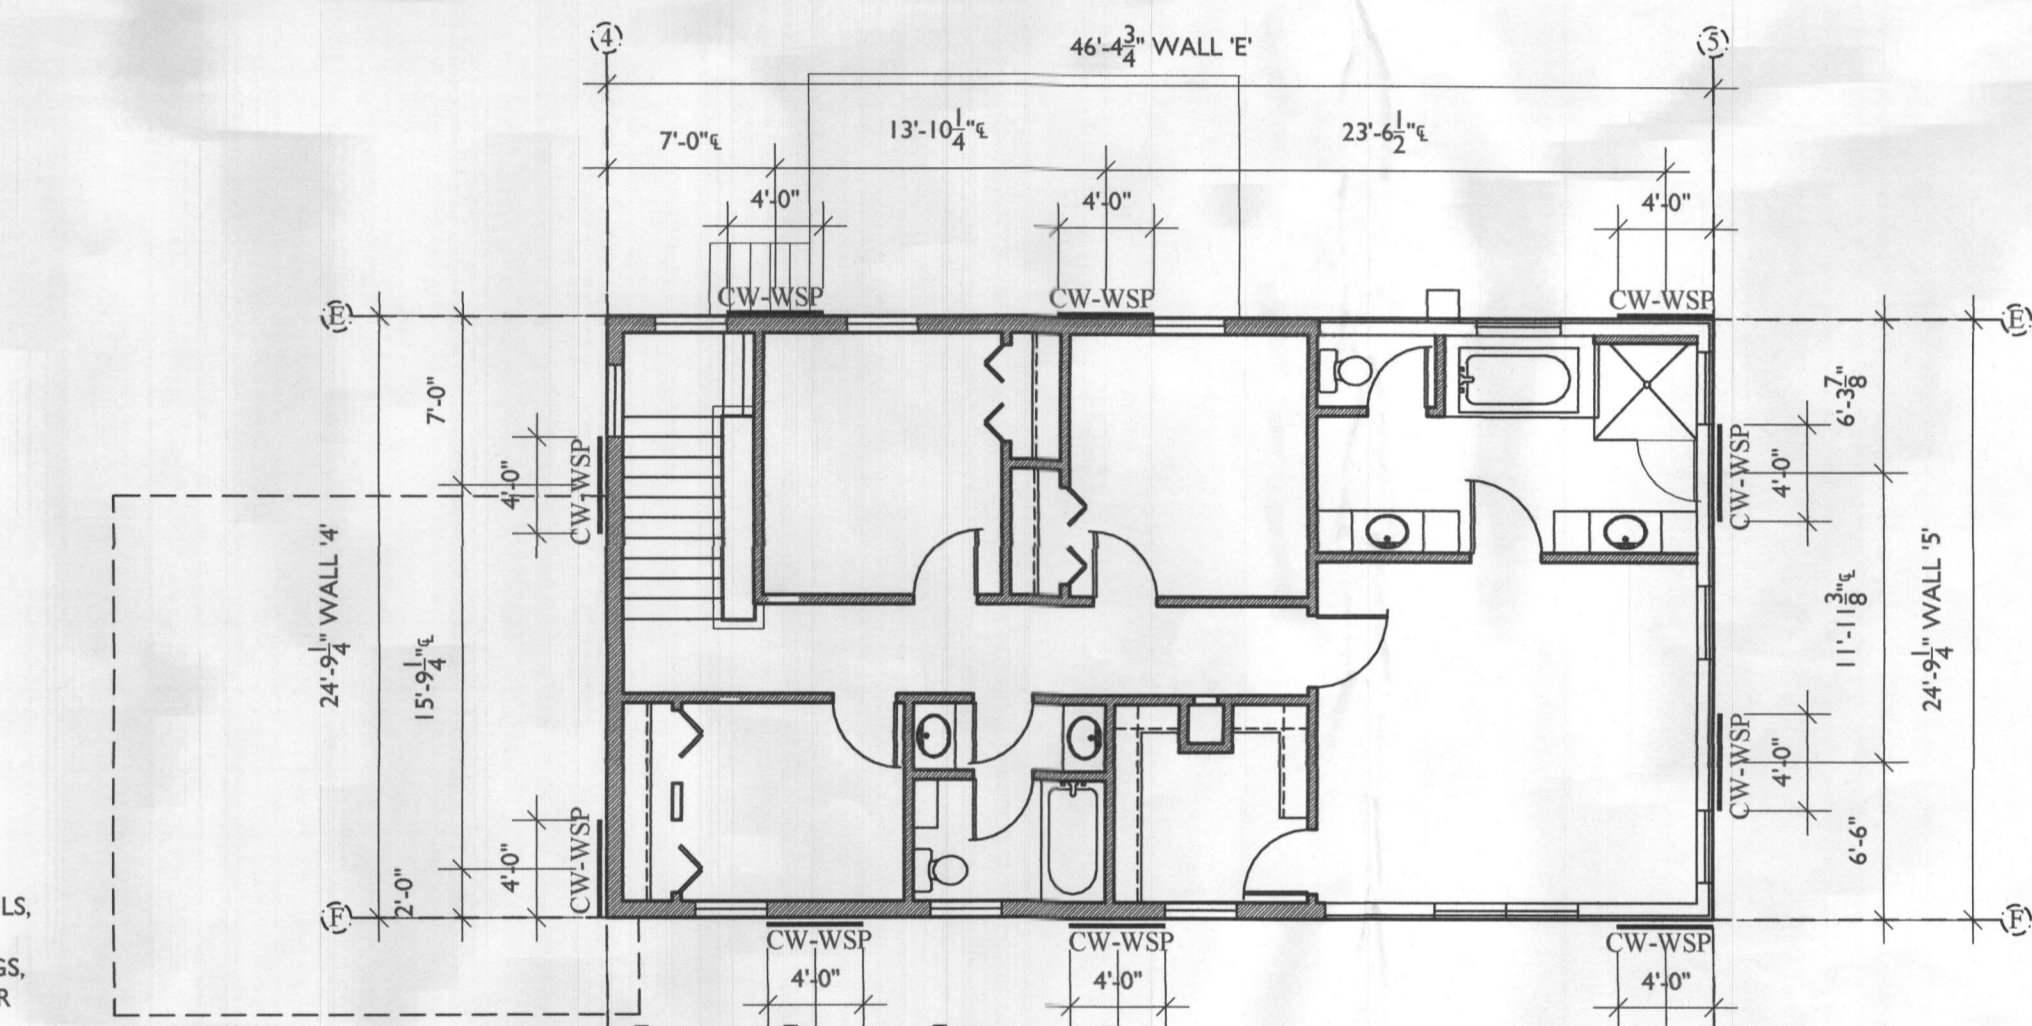 4
46'-4 3/4" WALL 'E'
5
7'-0"℄
13'-10 1/4"℄
23'-6 1/2"℄
4'-0"
4'-0"
4'-0"
CW-WSP
CW-WSP
CW-WSP
E
E
7'-0"
6'-3 7/8"
4'-0"
CW-WSP
CW-WSP
4'-0"
24'-9 1/4" WALL '4'
15'-9 1/4"℄
11'-11 3/8"℄
24'-9 1/4" WALL '5'
CW-WSP
4'-0"
6'-6"
2'-0"
4'-0"
CW-WSP
LS,
F
F
CW-WSP
CW-WSP
CW-WSP
GS,
R
4'-0"
4'-0"
4'-0"